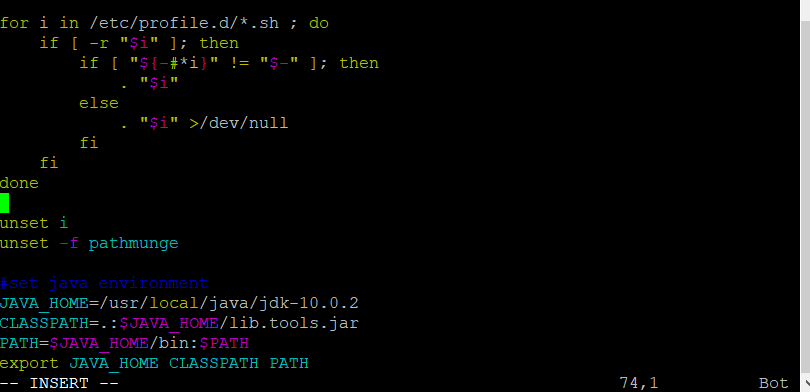 for i in /etc/profile.d/*.sh ; do
    if [ -r "$i" ]; then
        if [ "${-#*i}" != "$-" ]; then
            . "$i"
        else
            . "$i" >/dev/null
        fi
    fi
done
unset i
unset -f pathmunge
#set java environment
JAVA_HOME=/usr/local/java/jdk-10.0.2
CLASSPATH=.:$JAVA_HOME/lib.tools.jar
PATH=$JAVA_HOME/bin:$PATH
export JAVA_HOME CLASSPATH PATH
-- INSERT -- 74,1 Bot